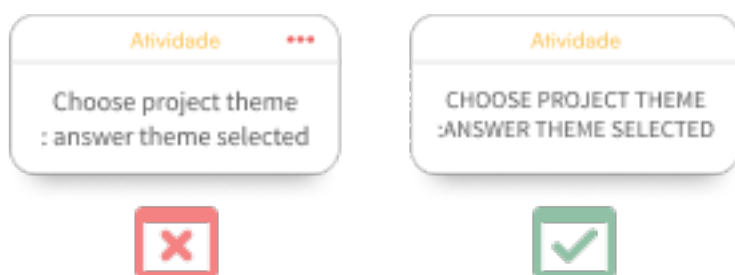 Atividade
Choose project theme
: answer theme selected
Atividade
CHOOSE PROJECT THEME
:ANSWER THEME SELECTED